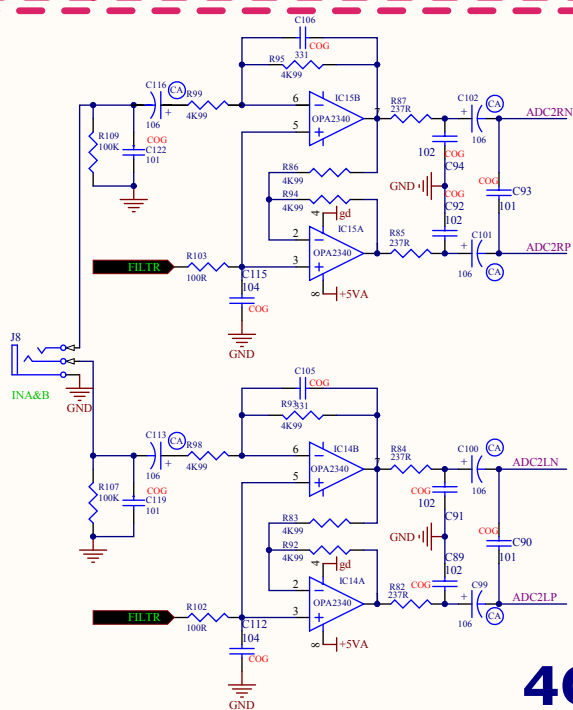 C106
COG
R95
331
4K99
C116
CA
R99
IC15B
6
4K99
106
OPA2340
7
5
R87
237R
C102
CA
106
ADC2RN
R109
100K
COG
C122
101
102
COG
C94
R86
4K99
R94
4K99
GND
COG
C92
102
COG
C93
101
4
gd
IC15A
2
OPA2340
3
8
+5VA
R85
237R
C101
106
CA
ADC2RP
FILTR
R103
100R
C115
104
COG
GND
J8
INA&B
GND
C105
COG
R93
331
4K99
C113
CA
R98
4K99
106
6
IC14B
OPA2340
7
5
R84
237R
C100
CA
106
ADC2LN
R107
100K
COG
C119
101
COG
102
C91
R83
4K99
R92
4K99
GND
C89
102
COG
COG
C90
101
4
gd
IC14A
2
OPA2340
3
8
+5VA
R82
237R
C99
106
CA
ADC2LP
FILTR
R102
100R
C112
104
COG
GND